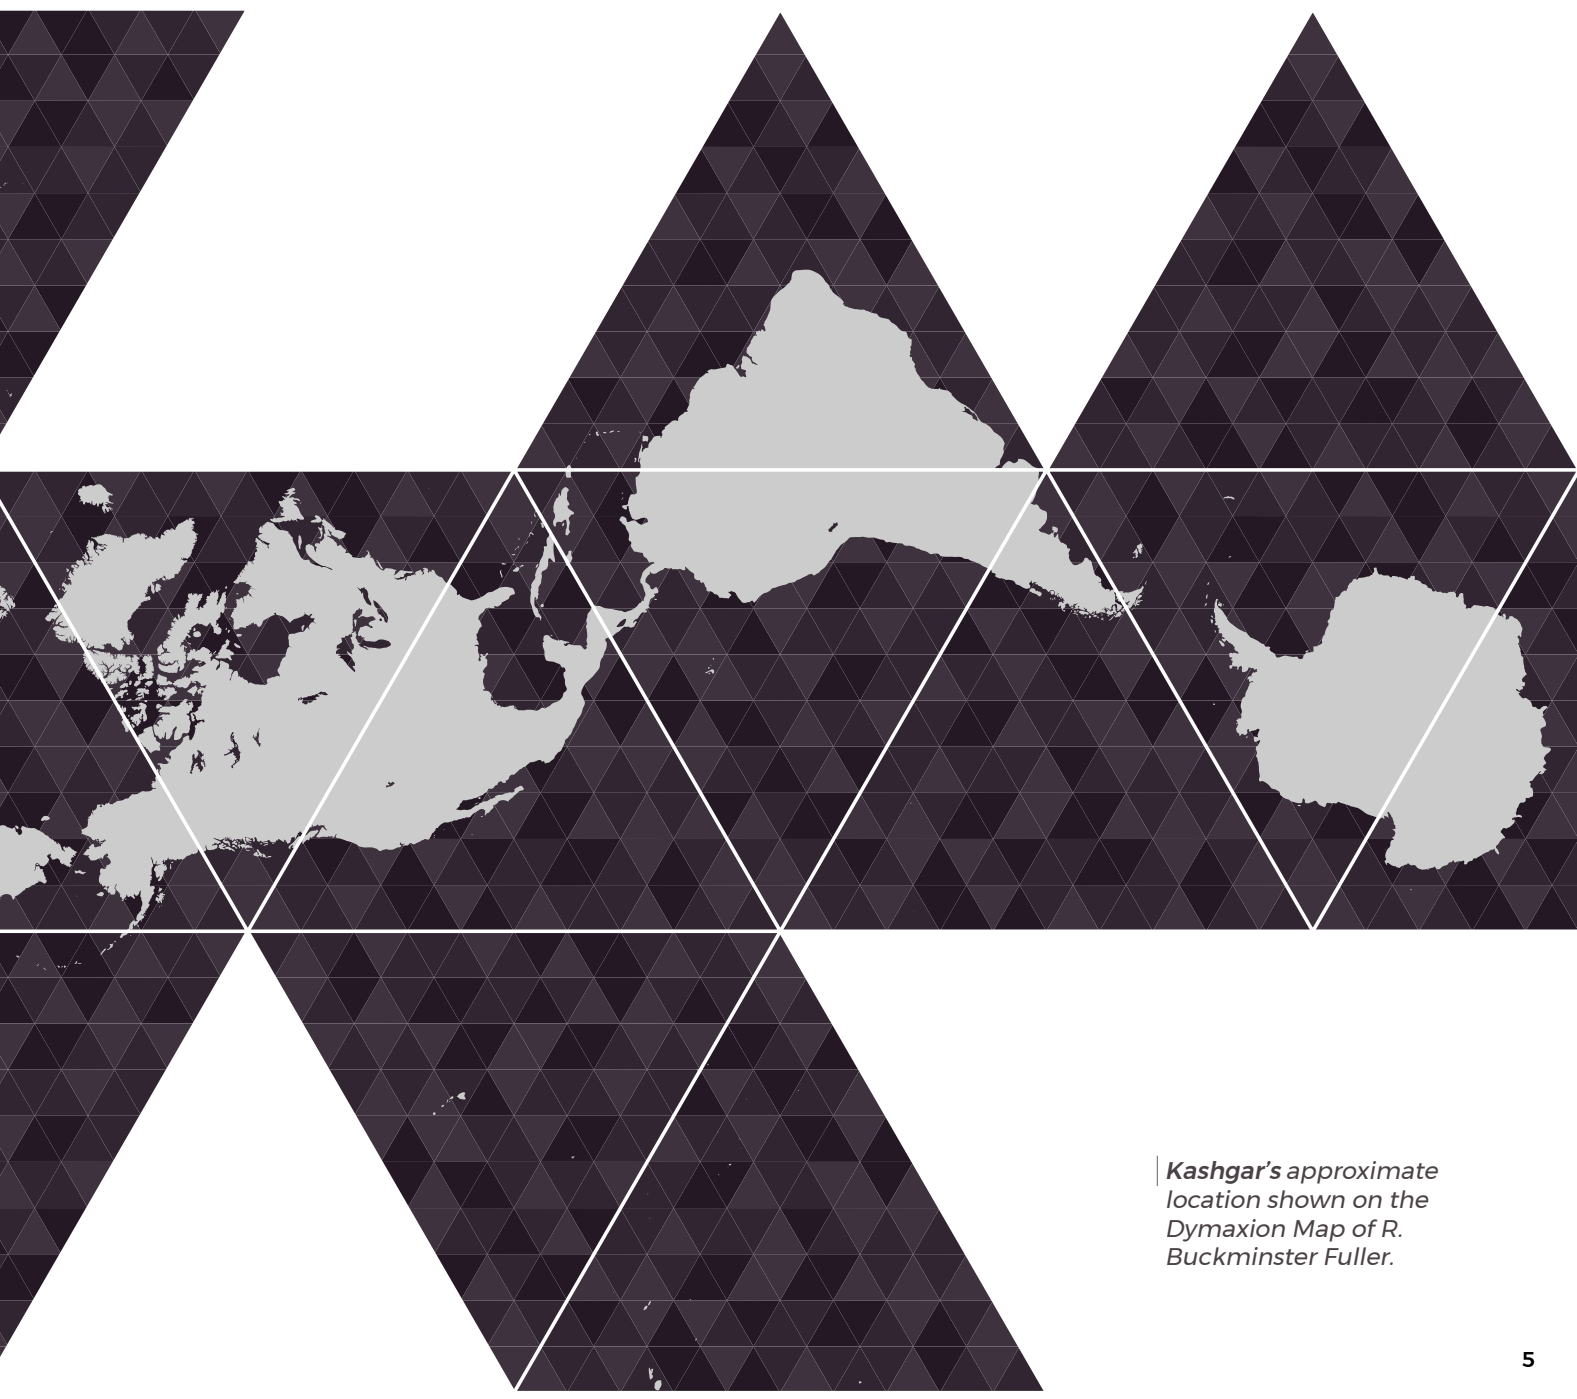 Kashgar’s approximate
location shown on the
Dymaxion Map of R.
Buckminster Fuller.
5